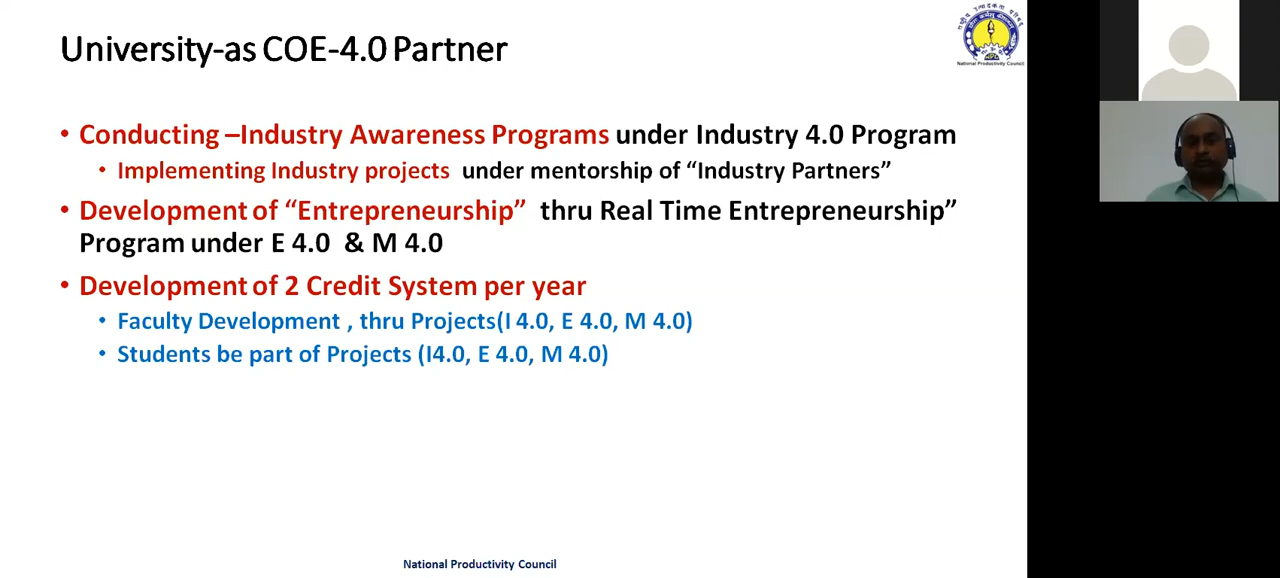 University-as COE-4.0 Partner
National Productivity Council
• Conducting –Industry Awareness Programs under Industry 4.0 Program
• Implementing Industry projects under mentorship of “Industry Partners”
• Development of “Entrepreneurship” thru Real Time Entrepreneurship”
Program under E 4.0 & M 4.0
• Development of 2 Credit System per year
• Faculty Development , thru Projects(I 4.0, E 4.0, M 4.0)
• Students be part of Projects (I4.0, E 4.0, M 4.0)
National Productivity Council